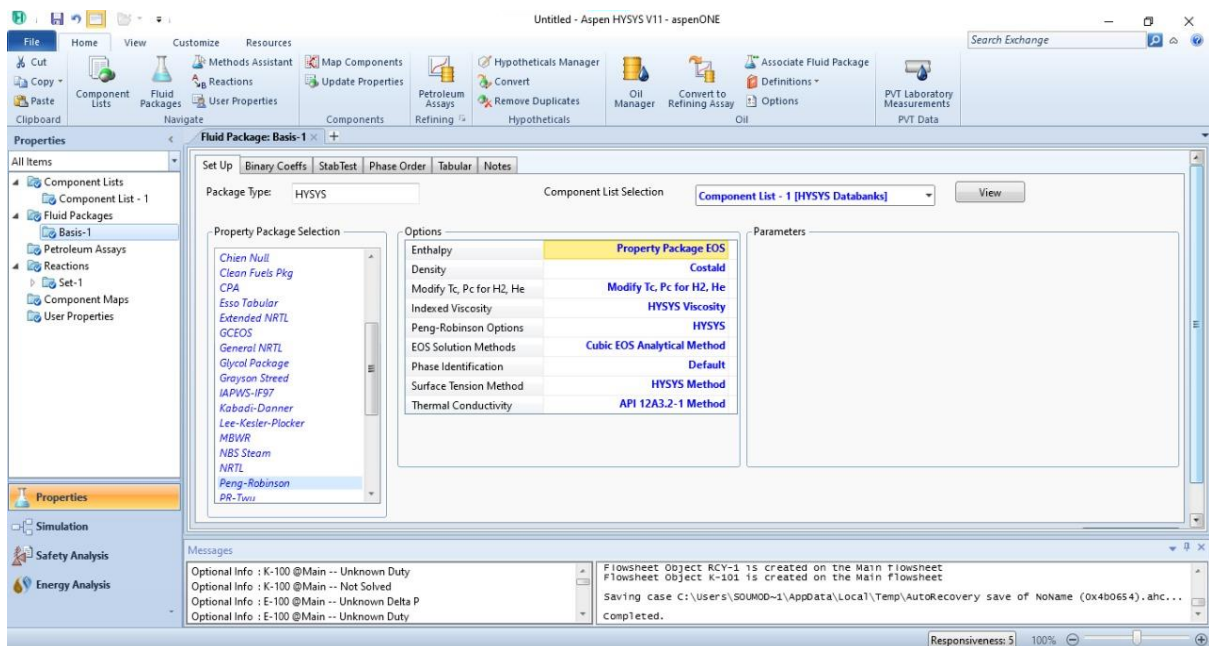 Untitled - Aspen HYSYS V11 - aspenONE
File Home View Customize Resources
Search Exchange
Cut
Copy
Paste
Clipboard
Component Lists
Fluid Packages
Methods Assistant
Reactions
User Properties
Navigate
Map Components
Update Properties
Components
Petroleum Assays
Refining
Hypotheticals Manager
Convert
Remove Duplicates
Hypotheticals
Oil Manager
Convert to Refining Assay
Associate Fluid Package
Definitions
Options
Oil
PVT Laboratory Measurements
PVT Data
Properties
All Items
Component Lists
Component List - 1
Fluid Packages
Basis-1
Petroleum Assays
Reactions
Set-1
Component Maps
User Properties
Properties
Simulation
Safety Analysis
Energy Analysis
Fluid Package: Basis-1
Set Up Binary Coeffs StabTest Phase Order Tabular Notes
Package Type: HYSYS
Component List Selection Component List - 1 [HYSYS Databanks] View
Property Package Selection
Chien Null
Clean Fuels Pkg
CPA
Esso Tabular
Extended NRTL
GCEOS
General NRTL
Glycol Package
Grayson Streed
IAPWS-IF97
Kabadi-Danner
Lee-Kesler-Plocker
MBWR
NBS Steam
NRTL
Peng-Robinson
PR-Twu
Options
Enthalpy Property Package EOS
Density Costald
Modify Tc, Pc for H2, He Modify Tc, Pc for H2, He
Indexed Viscosity HYSYS Viscosity
Peng-Robinson Options HYSYS
EOS Solution Methods Cubic EOS Analytical Method
Phase Identification Default
Surface Tension Method HYSYS Method
Thermal Conductivity API 12A3.2-1 Method
Parameters
Messages
Optional Info : K-100 @Main -- Unknown Duty
Optional Info : K-100 @Main -- Not Solved
Optional Info : E-100 @Main -- Unknown Delta P
Optional Info : E-100 @Main -- Unknown Duty
Flowsheet Object RCY-1 is created on the Main flowsheet
Flowsheet Object K-101 is created on the Main flowsheet
Saving case C:\Users\SOUMOD~1\AppData\Local\Temp\AutoRecovery save of NoName (0x4b0654).ahc...
Completed.
Responsiveness: 5 100%